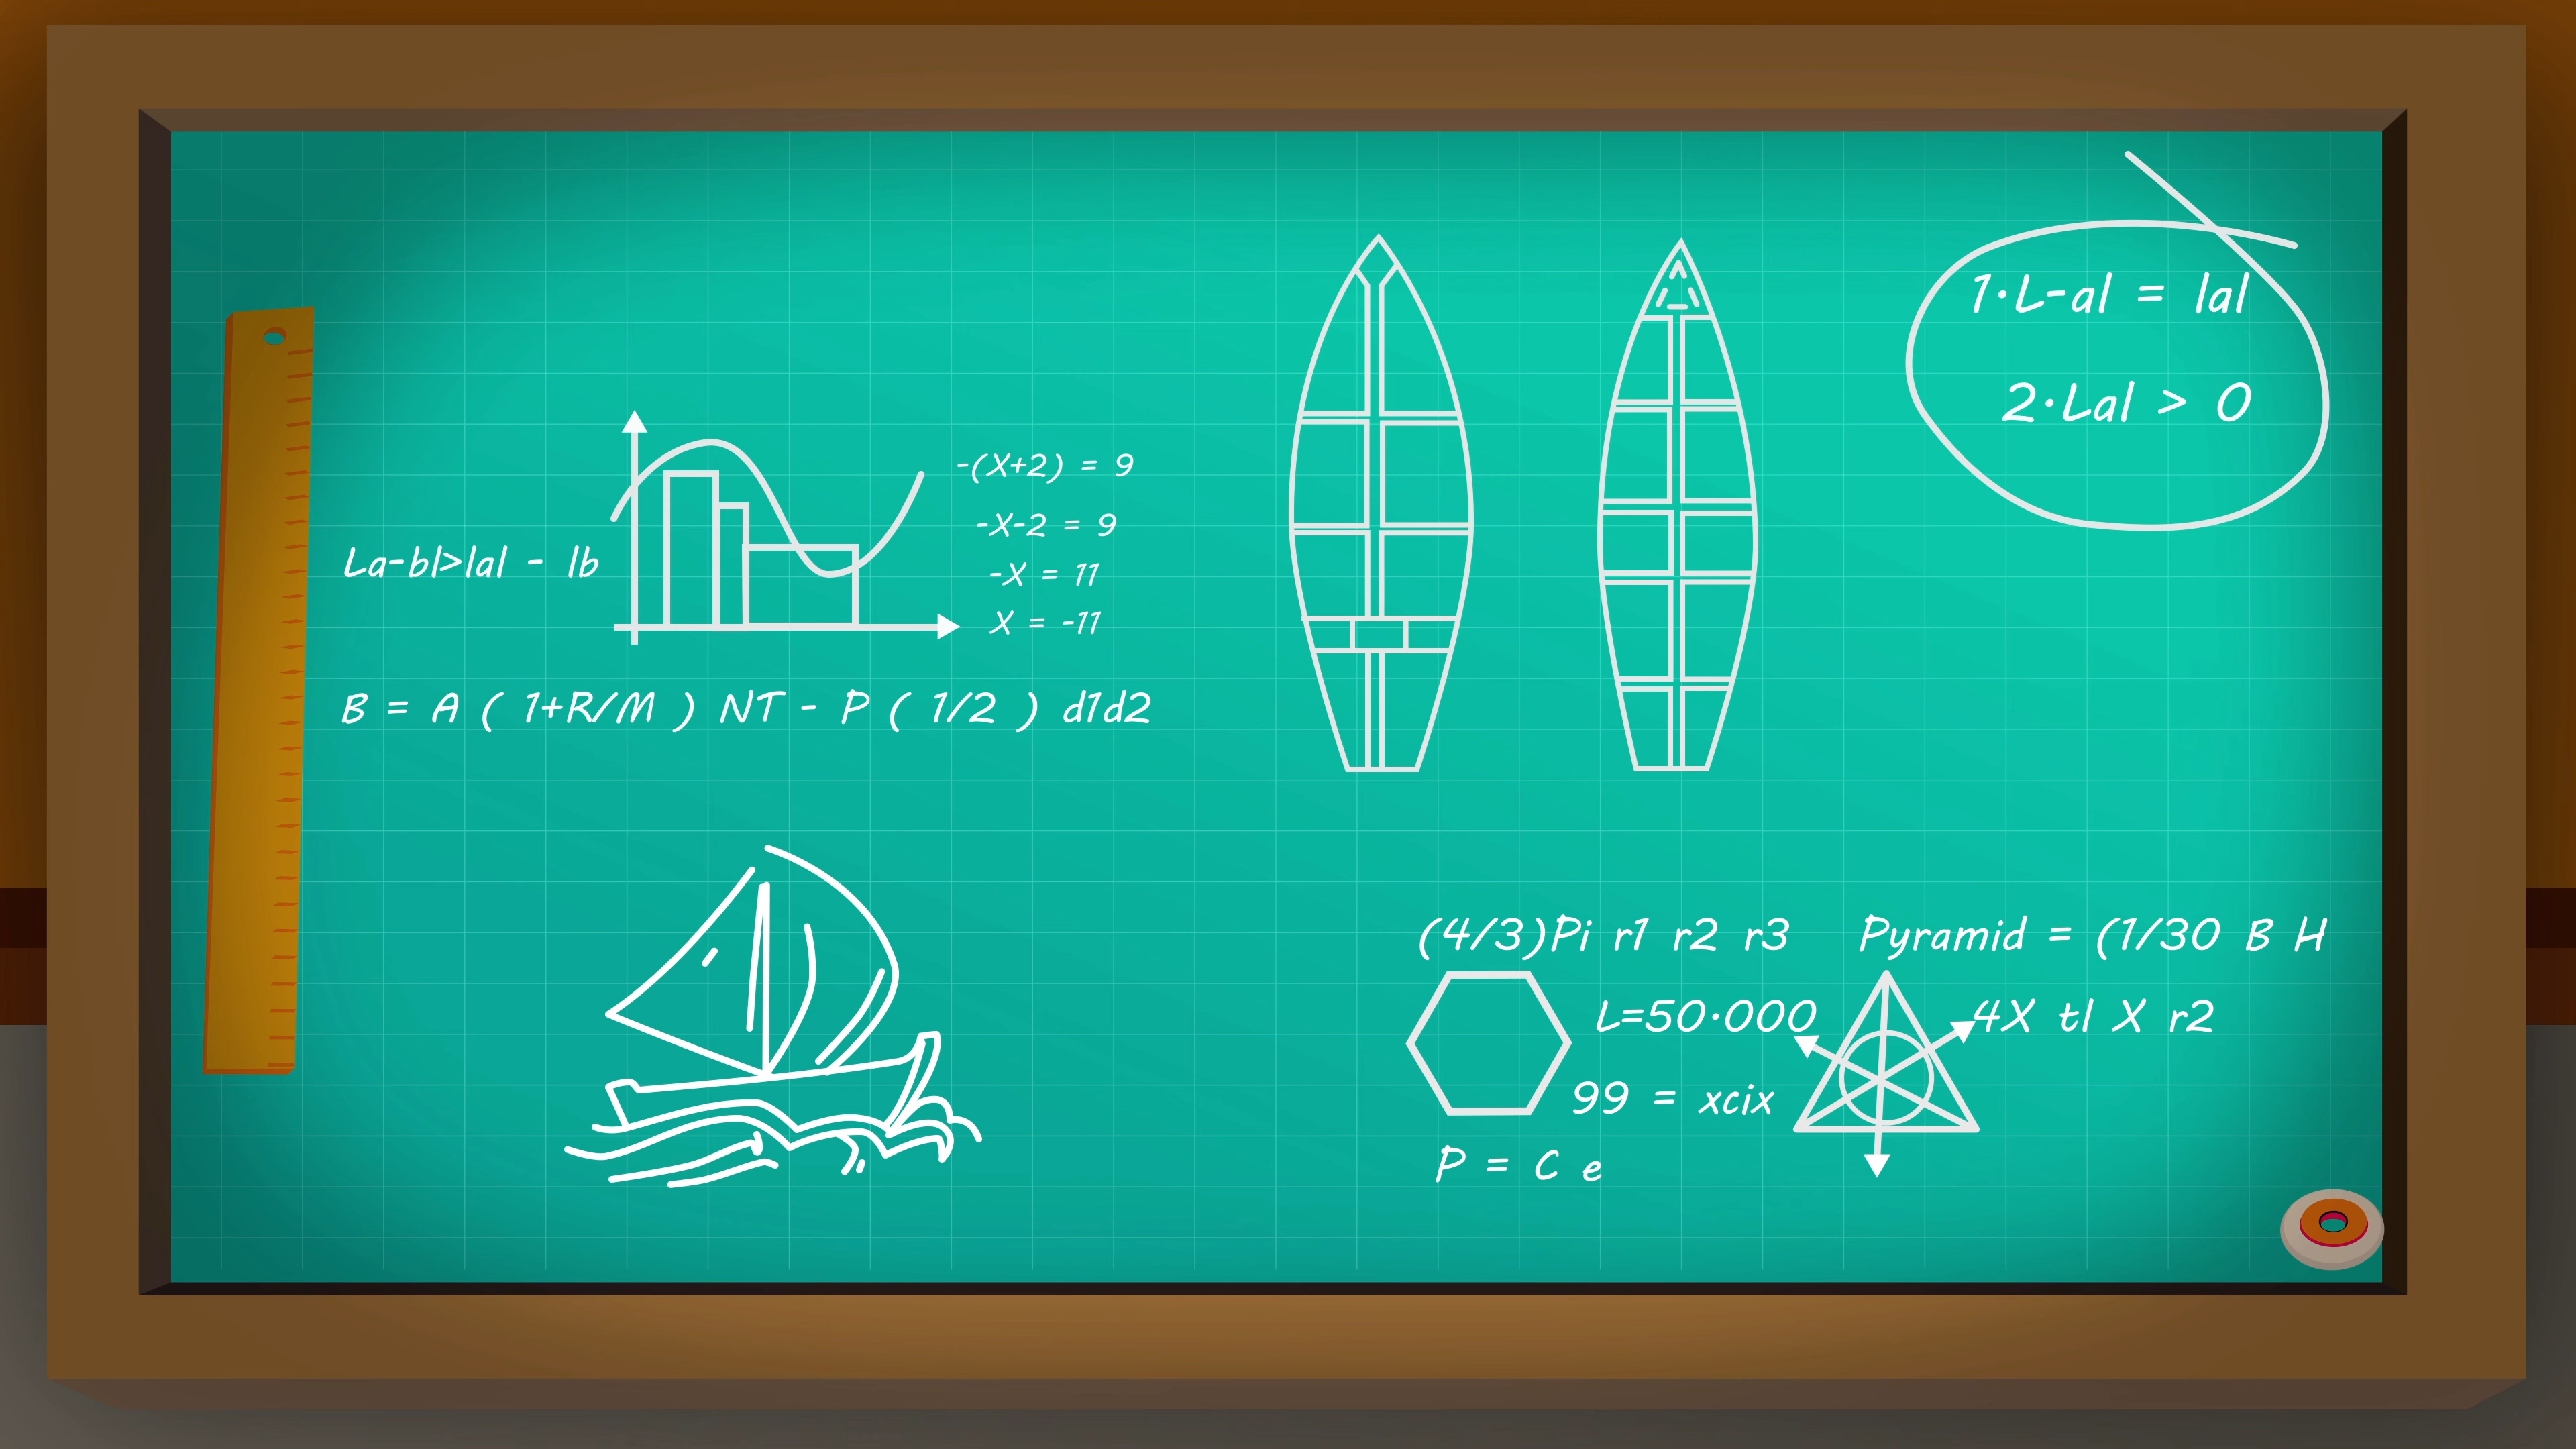 1·L-al = lal
2·Lal > 0
-(X+2) = 9
-X-2 = 9
-X = 11
X = -11
La-bl>lal - lb
B = A ( 1+R/M ) NT - P ( 1/2 ) d1d2
(4/3)Pi r1 r2 r3
Pyramid = (1/30 B H
L=50·000
4X tl X r2
99 = xcix
P = C e